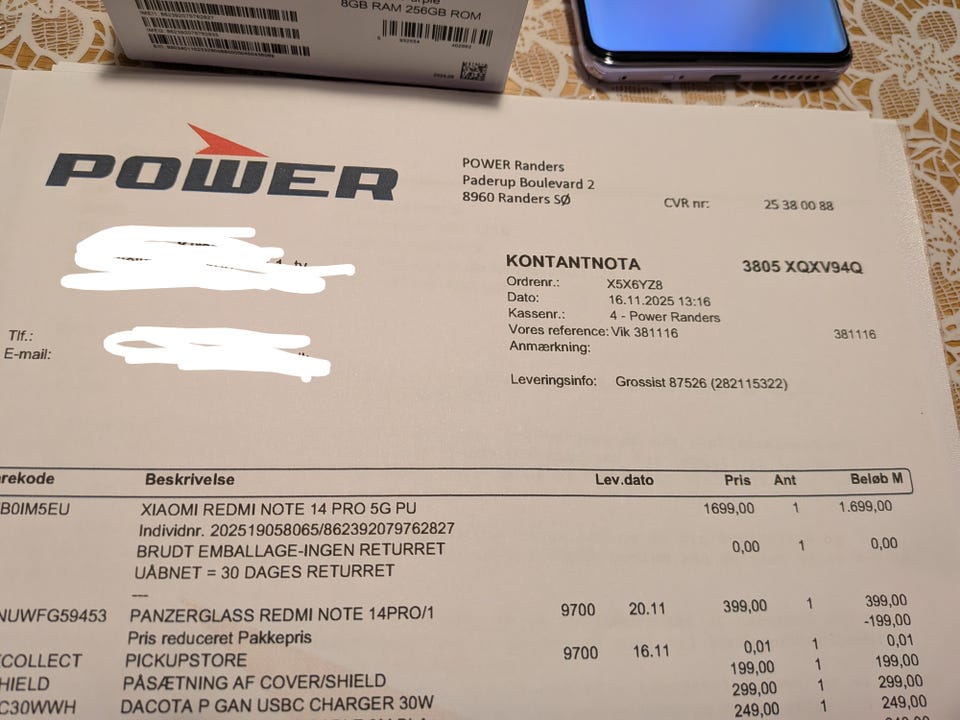 8GB RAM 256GB ROM
POWER
POWER Randers
Paderup Boulevard 2
8960 Randers SØ
CVR nr: 25 38 00 88
KONTANTNOTA 3805 XQXV94Q
Ordrenr.: X5X6YZ8
Dato: 16.11.2025 13:16
Kassenr.: 4 - Power Randers
Vores reference: Vik 381116 381116
Anmærkning:
Leveringsinfo: Grossist 87526 (282115322)
Tlf.:
E-mail:
rekode Beskrivelse Lev.dato Pris Ant Beløb M
B0IM5EU XIAOMI REDMI NOTE 14 PRO 5G PU 1699,00 1 1.699,00
Individnr. 202519058065/862392079762827
BRUDT EMBALLAGE-INGEN RETURRET 0,00 1 0,00
UÅBNET = 30 DAGES RETURRET
---
NUWFG59453 PANZERGLASS REDMI NOTE 14PRO/1 9700 20.11 399,00 1 399,00
Pris reduceret Pakkepris -199,00
COLLECT PICKUPSTORE 9700 16.11 0,01 1 0,01
HIELD PÅSÆTNING AF COVER/SHIELD 199,00 1 199,00
C30WWH DACOTA P GAN USBC CHARGER 30W 299,00 1 299,00
249,00 1 249,00